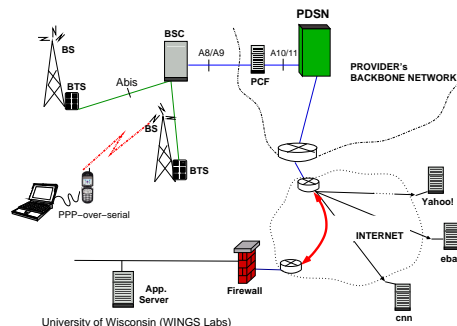 PDSN
BSC
BS
A8/A9
A10/11
PCF
PROVIDER's
BACKBONE NETWORK
BTS
Abis
BS
BTS
PPP-over-serial
Yahoo!
INTERNET
eba
App.
Server
Firewall
cnn
University of Wisconsin (WINGS Labs)